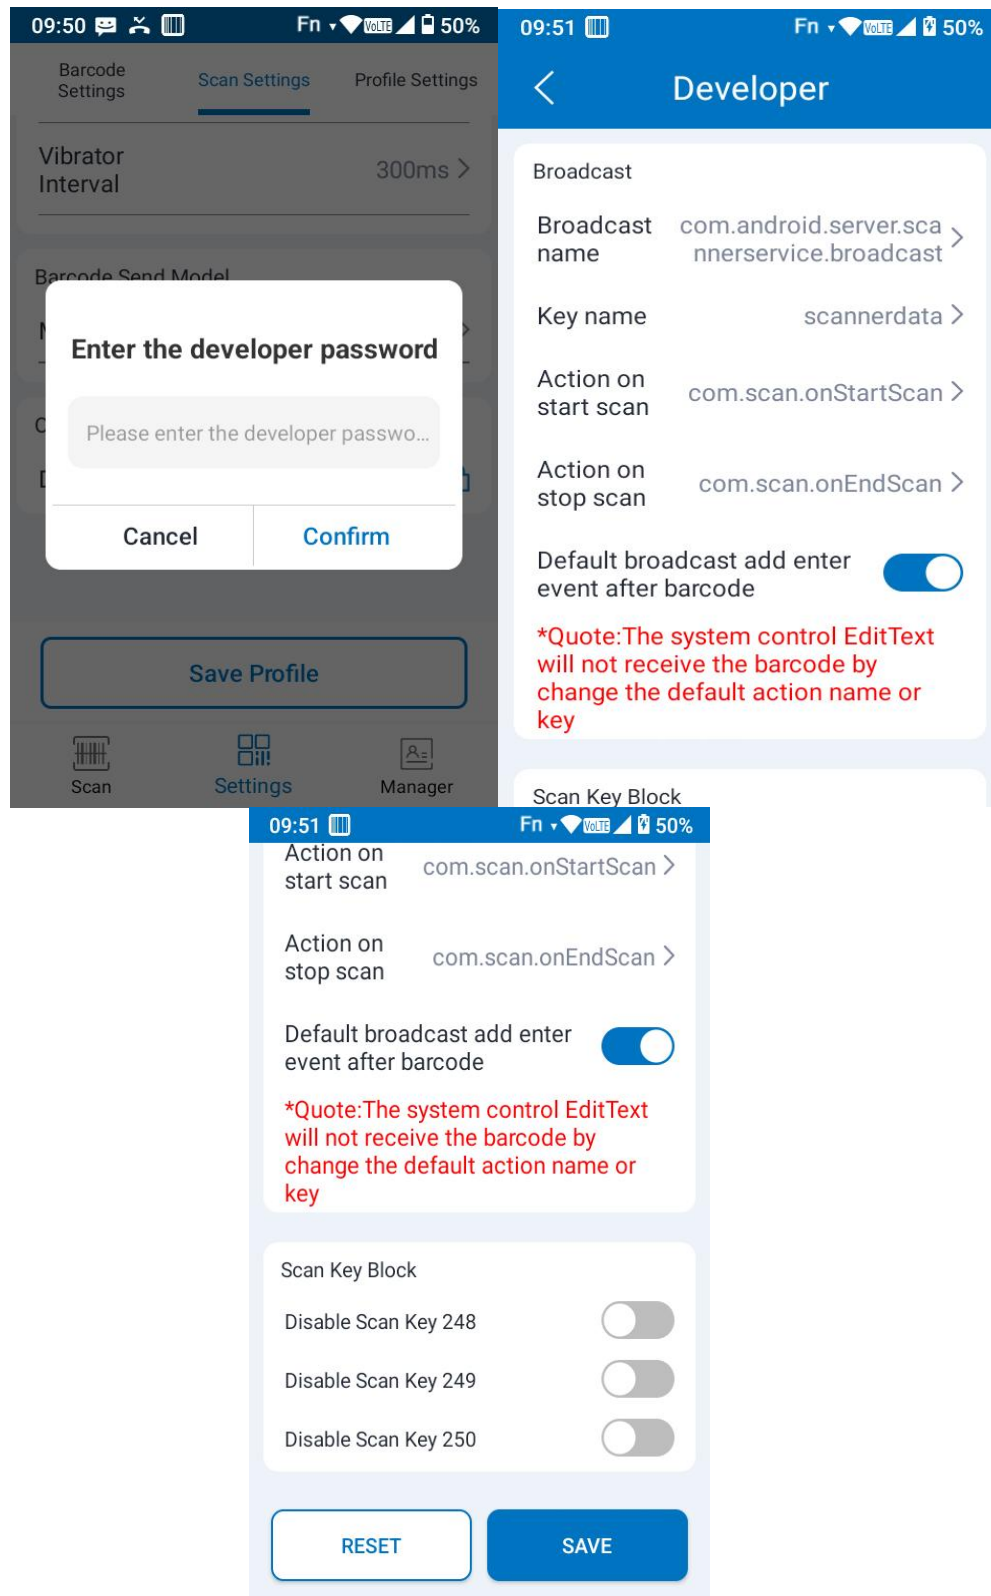 09:50 Fn VoLTE 50%
Barcode
Settings
Scan Settings
Profile Settings
Vibrator
Interval
300ms
Barcode Send Model
Enter the developer password
Please enter the developer passwo...
Cancel
Confirm
Save Profile
Scan
Settings
Manager
09:51 Fn VoLTE 50%
Developer
Broadcast
Broadcast
name
com.android.server.sca
nnerservice.broadcast
Key name
scannerdata
Action on
start scan
com.scan.onStartScan
Action on
stop scan
com.scan.onEndScan
Default broadcast add enter
event after barcode
*Quote:The system control EditText
will not receive the barcode by
change the default action name or
key
Scan Key Block
09:51 Fn VoLTE 50%
Action on
start scan
com.scan.onStartScan
Action on
stop scan
com.scan.onEndScan
Default broadcast add enter
event after barcode
*Quote:The system control EditText
will not receive the barcode by
change the default action name or
key
Scan Key Block
Disable Scan Key 248
Disable Scan Key 249
Disable Scan Key 250
RESET
SAVE